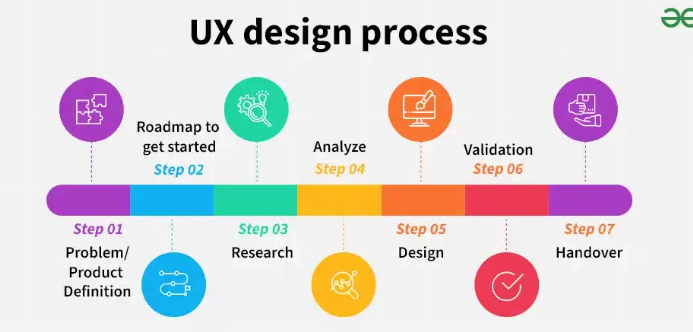 UX design process
Step 01
Problem/
Product
Definition
Roadmap to
get started
Step 02
Step 03
Research
Analyze
Step 04
Step 05
Design
Validation
Step 06
Step 07
Handover